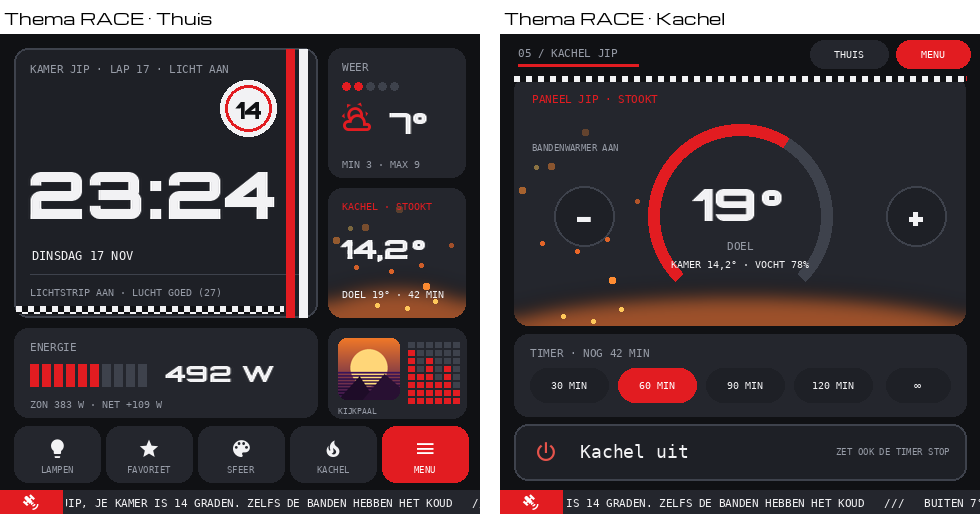 Thema RACE · Thuis
KAMER JIP · LAP 17 · LICHT AAN
14
23:24
DINSDAG 17 NOV
LICHTSTRIP AAN · LUCHT GOED (27)
WEER
7°
MIN 3 · MAX 9
KACHEL · STOOKT
14,2°
DOEL 19° · 42 MIN
ENERGIE
492 W
ZON 383 W · NET +109 W
KIJKPAAL
LAMPEN
FAVORIET
SFEER
KACHEL
MENU
JIP, JE KAMER IS 14 GRADEN. ZELFS DE BANDEN HEBBEN HET KOUD /
Thema RACE · Kachel
05 / KACHEL JIP
THUIS
MENU
PANEEL JIP · STOOKT
BANDENWARMER AAN
-
19°
+
DOEL
KAMER 14,2° · VOCHT 78%
TIMER · NOG 42 MIN
30 MIN
60 MIN
90 MIN
120 MIN
∞
Kachel uit
ZET OOK DE TIMER STOP
IS 14 GRADEN. ZELFS DE BANDEN HEBBEN HET KOUD /// BUITEN 7°